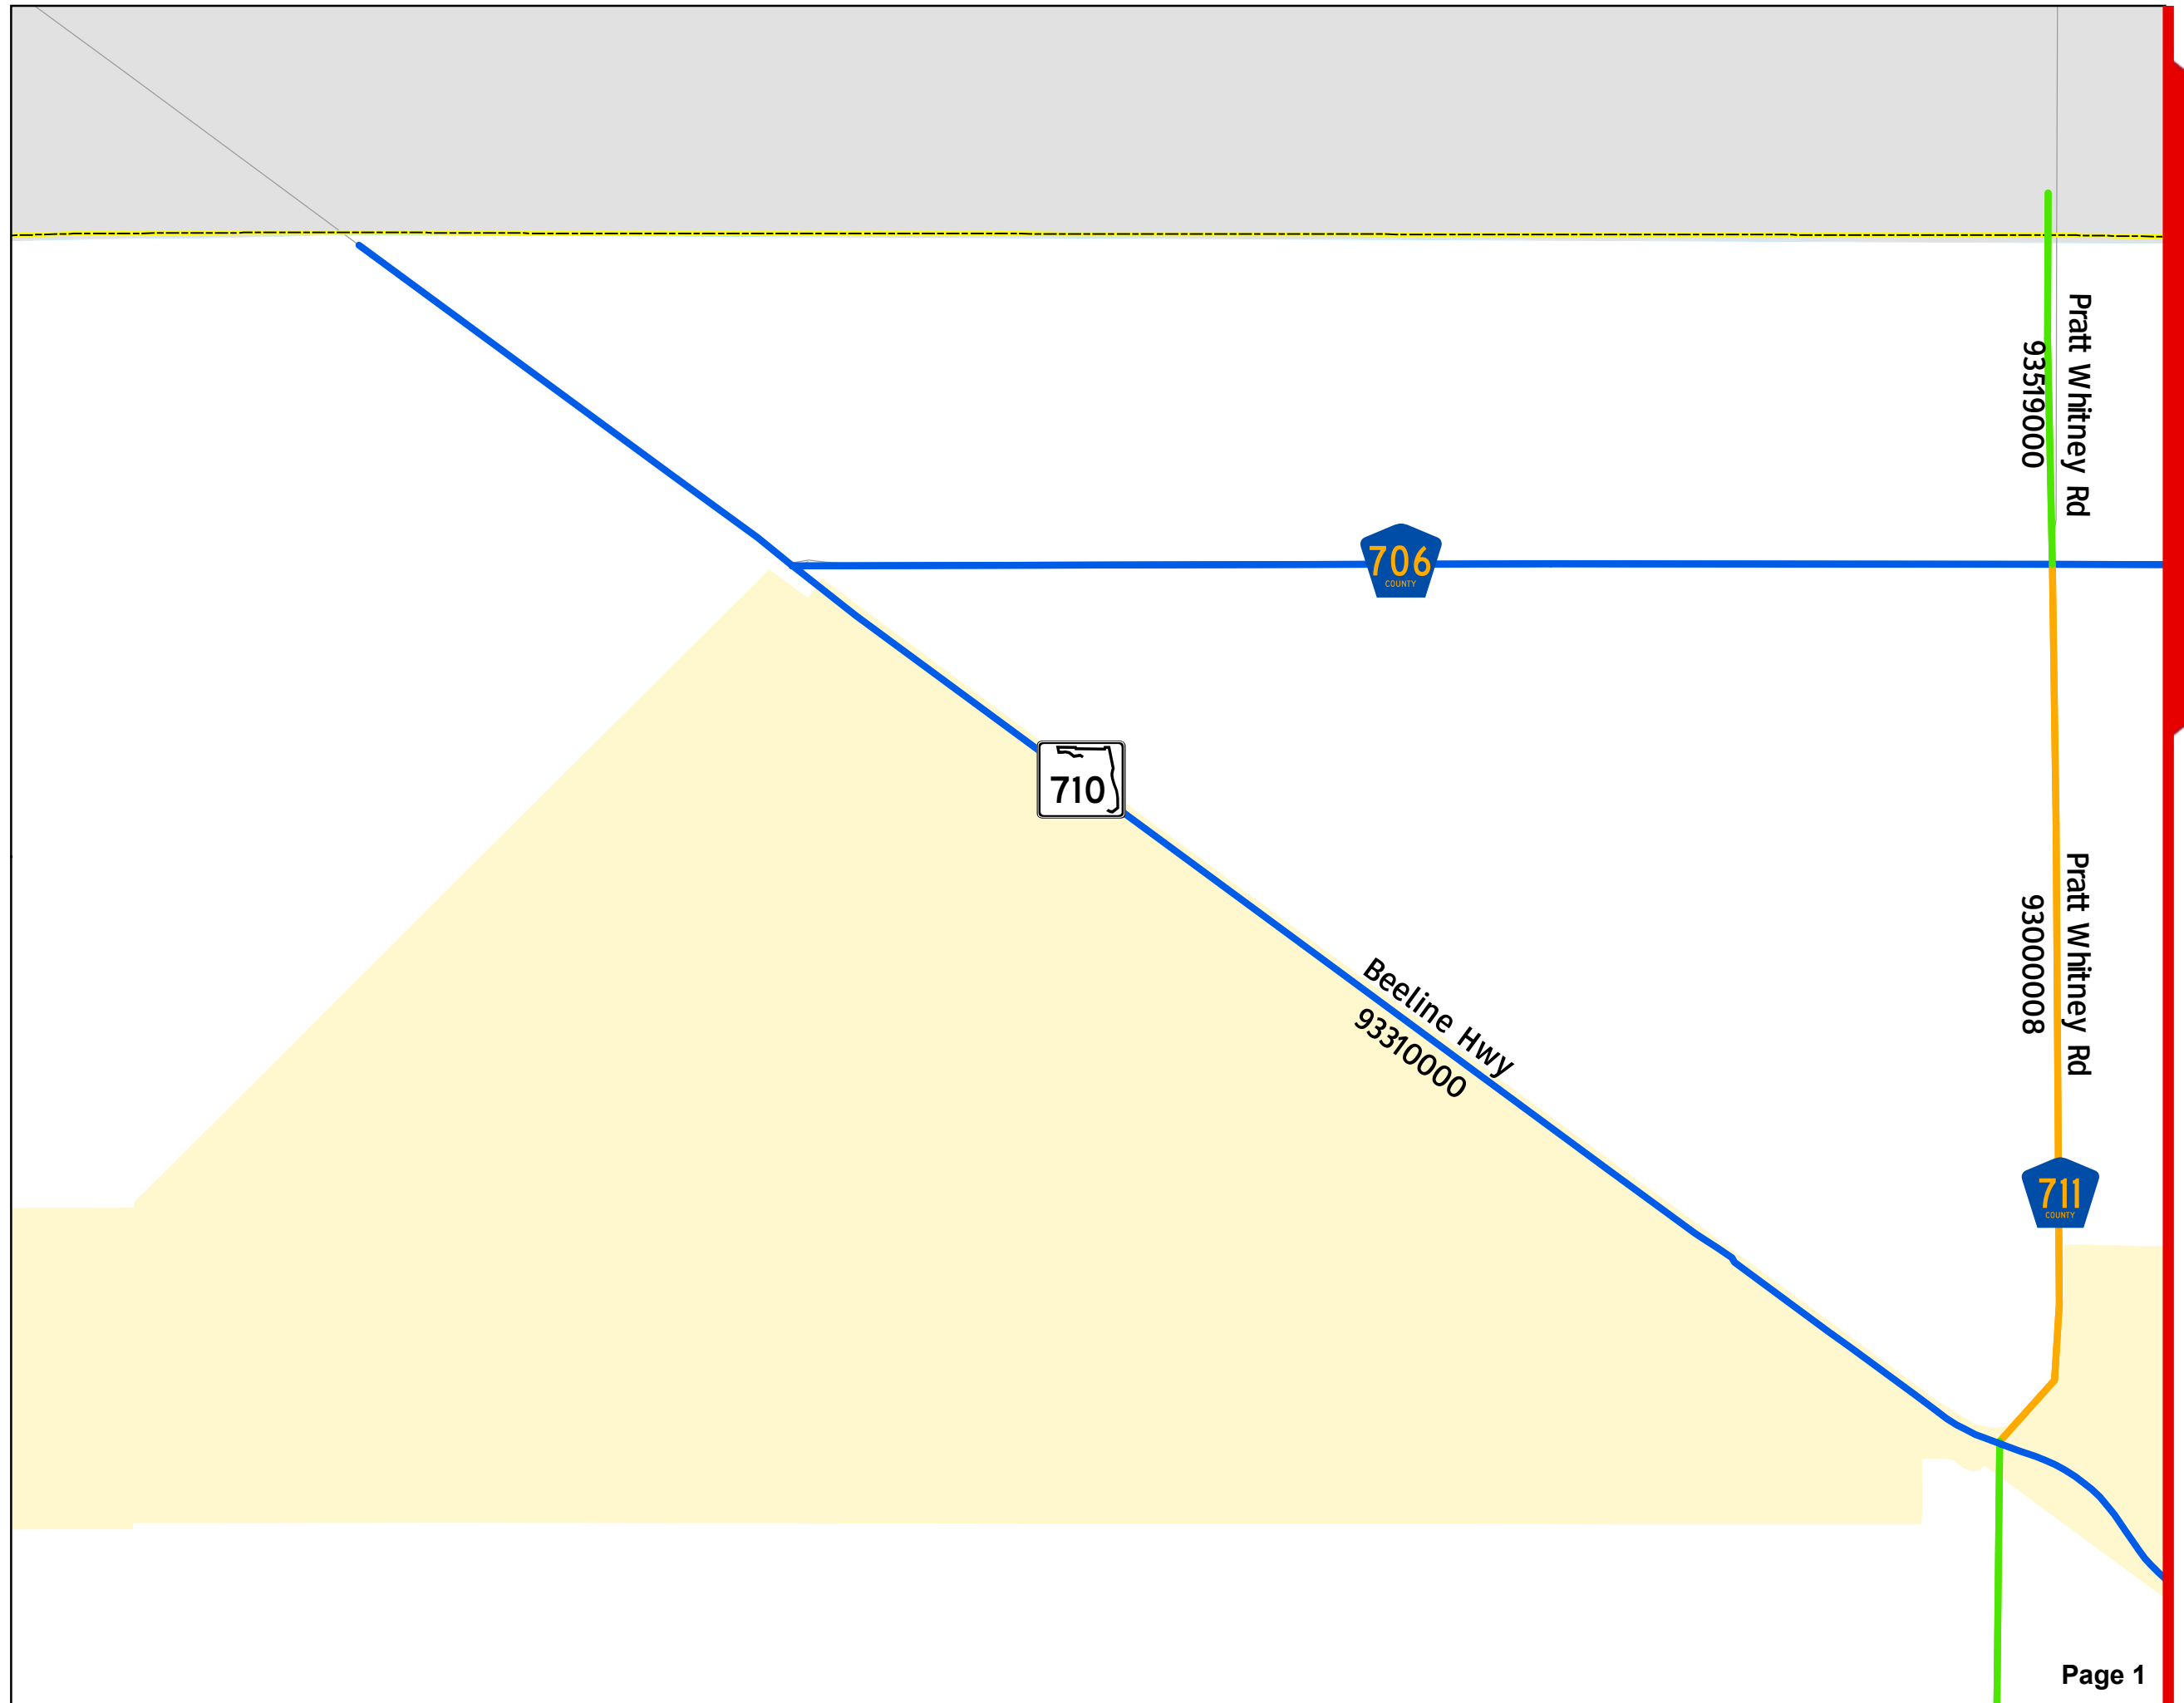 Pratt Whitney Rd
93519000
706
COUNTY
710
Pratt Whitney Rd
93000008
Beeline Hwy
93310000
711
COUNTY
Page 1